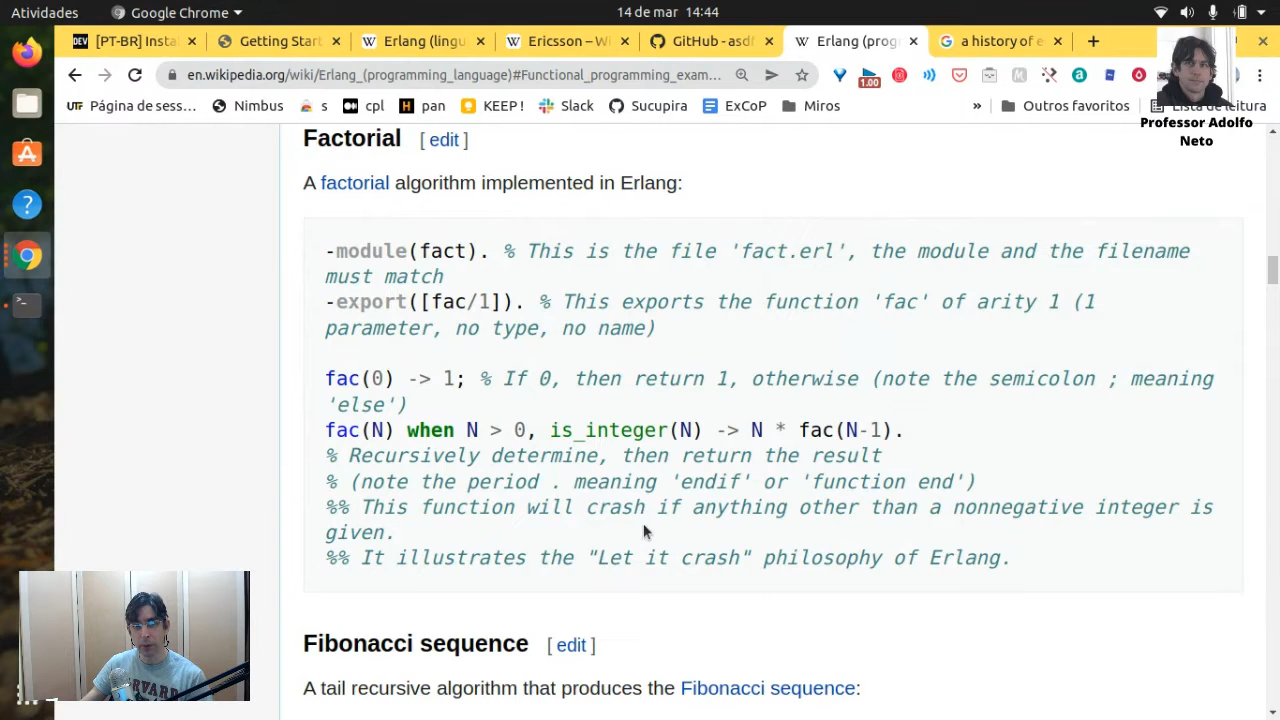 Atividades
Google Chrome
14 de mar 14:44
[PT-BR] Insta
Getting Start
Erlang (lingu
Ericsson – Wi
GitHub - asdf
Erlang (prog
a history of e
en.wikipedia.org/wiki/Erlang_(programming_language)#Functional_programming_exam...
1.00
Página de sess...
Nimbus
s
cpl
pan
KEEP!
Slack
Sucupira
ExCoP
Miros
»
Outros favoritos
Lista de leitura
Professor Adolfo
Neto
Factorial [ edit ]
A factorial algorithm implemented in Erlang:
-module(fact). % This is the file 'fact.erl', the module and the filename
must match
-export([fac/1]). % This exports the function 'fac' of arity 1 (1
parameter, no type, no name)
fac(0) -> 1; % If 0, then return 1, otherwise (note the semicolon ; meaning
'else')
fac(N) when N > 0, is_integer(N) -> N * fac(N-1).
% Recursively determine, then return the result
% (note the period . meaning 'endif' or 'function end')
%% This function will crash if anything other than a nonnegative integer is
given.
%% It illustrates the "Let it crash" philosophy of Erlang.
Fibonacci sequence [ edit ]
A tail recursive algorithm that produces the Fibonacci sequence: